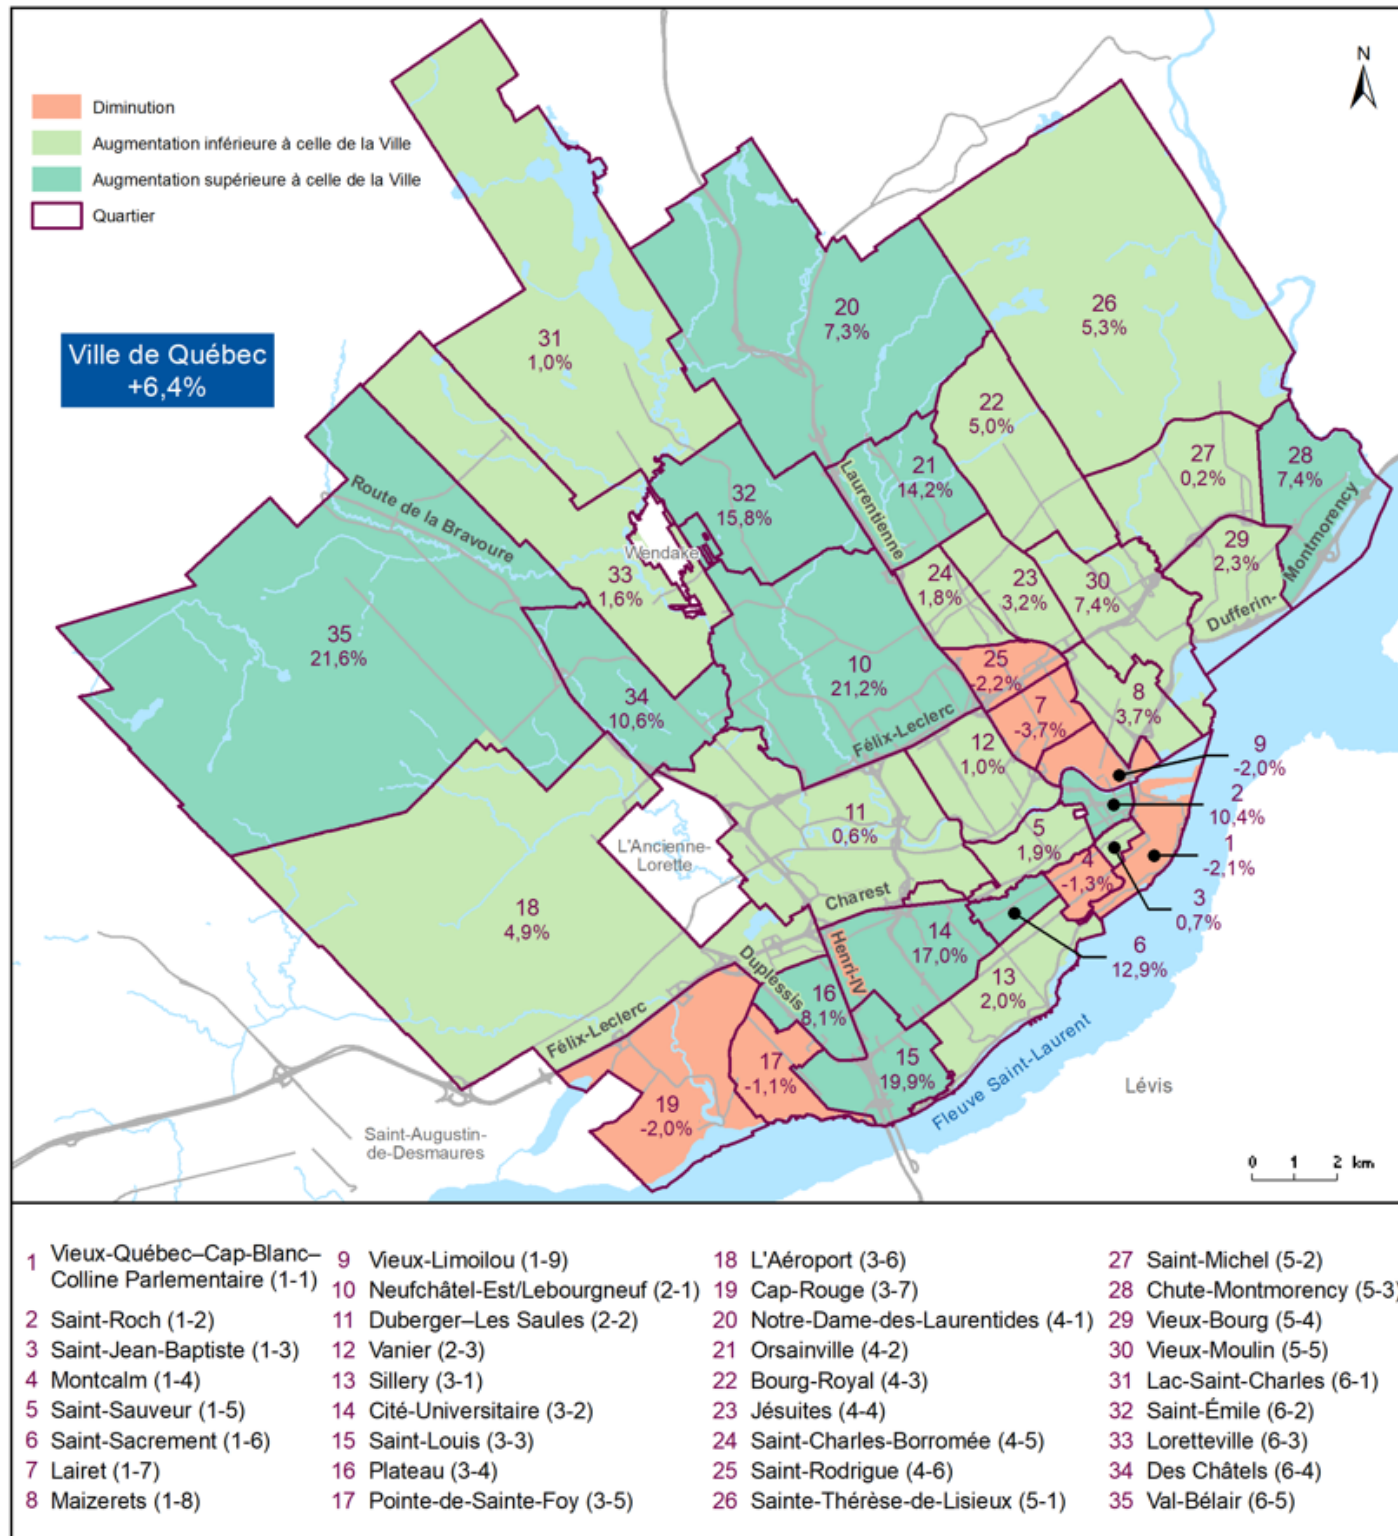 N
Diminution
Augmentation inférieure à celle de la Ville
Augmentation supérieure à celle de la Ville
Quartier
Ville de Québec
+6,4%
31
1,0%
20
7,3%
26
5,3%
22
5,0%
27
0,2%
28
7,4%
21
14,2%
32
15,8%
Laurentienne
Route de la Bravoure
Wendake
33
1,6%
24
1,8%
23
3,2%
30
7,4%
29
2,3%
Dufferin-
Montmorency
35
21,6%
34
10,6%
10
21,2%
25
-2,2%
7
-3,7%
8
3,7%
Félix-Leclerc
12
1,0%
9
-2,0%
2
10,4%
1
-2,1%
3
0,7%
6
12,9%
11
0,6%
5
1,9%
4
-1,3%
L'Ancienne-
Lorette
Charest
18
4,9%
14
17,0%
Henri-IV
Duplessis
13
2,0%
16
8,1%
Félix-Leclerc
17
-1,1%
15
19,9%
19
-2,0%
Fleuve Saint-Laurent
Lévis
Saint-Augustin-
de-Desmaures
0 1 2 km
1 Vieux-Québec–Cap-Blanc–
Colline Parlementaire (1-1)
2 Saint-Roch (1-2)
3 Saint-Jean-Baptiste (1-3)
4 Montcalm (1-4)
5 Saint-Sauveur (1-5)
6 Saint-Sacrement (1-6)
7 Lairet (1-7)
8 Maizerets (1-8)
9 Vieux-Limoilou (1-9)
10 Neufchâtel-Est/Lebourgneuf (2-1)
11 Duberger–Les Saules (2-2)
12 Vanier (2-3)
13 Sillery (3-1)
14 Cité-Universitaire (3-2)
15 Saint-Louis (3-3)
16 Plateau (3-4)
17 Pointe-de-Sainte-Foy (3-5)
18 L'Aéroport (3-6)
19 Cap-Rouge (3-7)
20 Notre-Dame-des-Laurentides (4-1)
21 Orsainville (4-2)
22 Bourg-Royal (4-3)
23 Jésuites (4-4)
24 Saint-Charles-Borromée (4-5)
25 Saint-Rodrigue (4-6)
26 Sainte-Thérèse-de-Lisieux (5-1)
27 Saint-Michel (5-2)
28 Chute-Montmorency (5-3)
29 Vieux-Bourg (5-4)
30 Vieux-Moulin (5-5)
31 Lac-Saint-Charles (6-1)
32 Saint-Émile (6-2)
33 Loretteville (6-3)
34 Des Châtels (6-4)
35 Val-Bélair (6-5)